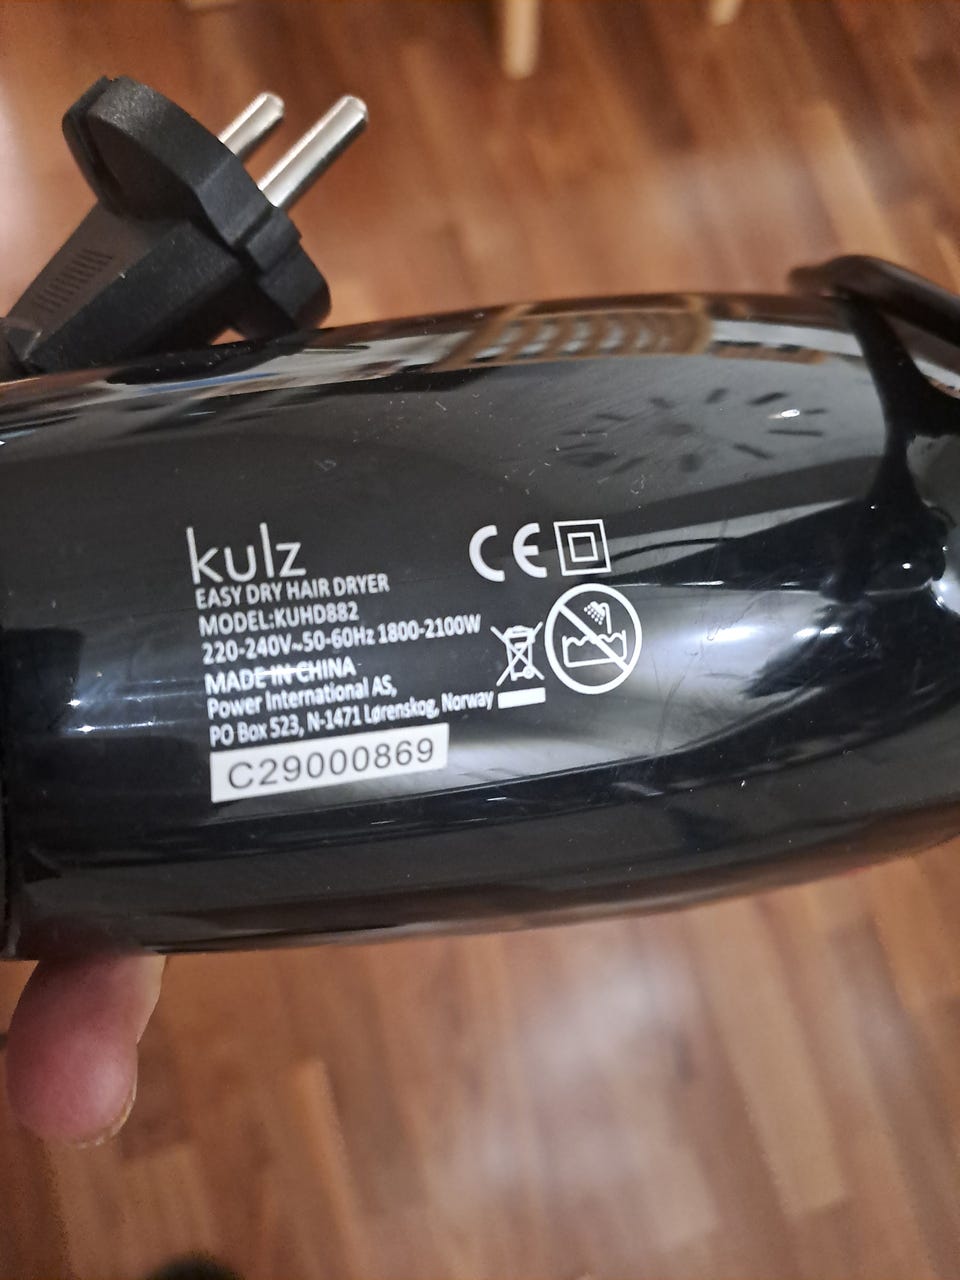 kulz
EASY DRY HAIR DRYER
MODEL:KUHD882
220-240V~50-60Hz 1800-2100W
MADE IN CHINA
Power International AS,
PO Box 523, N-1471 Lørenskog, Norway
C29000869
CE